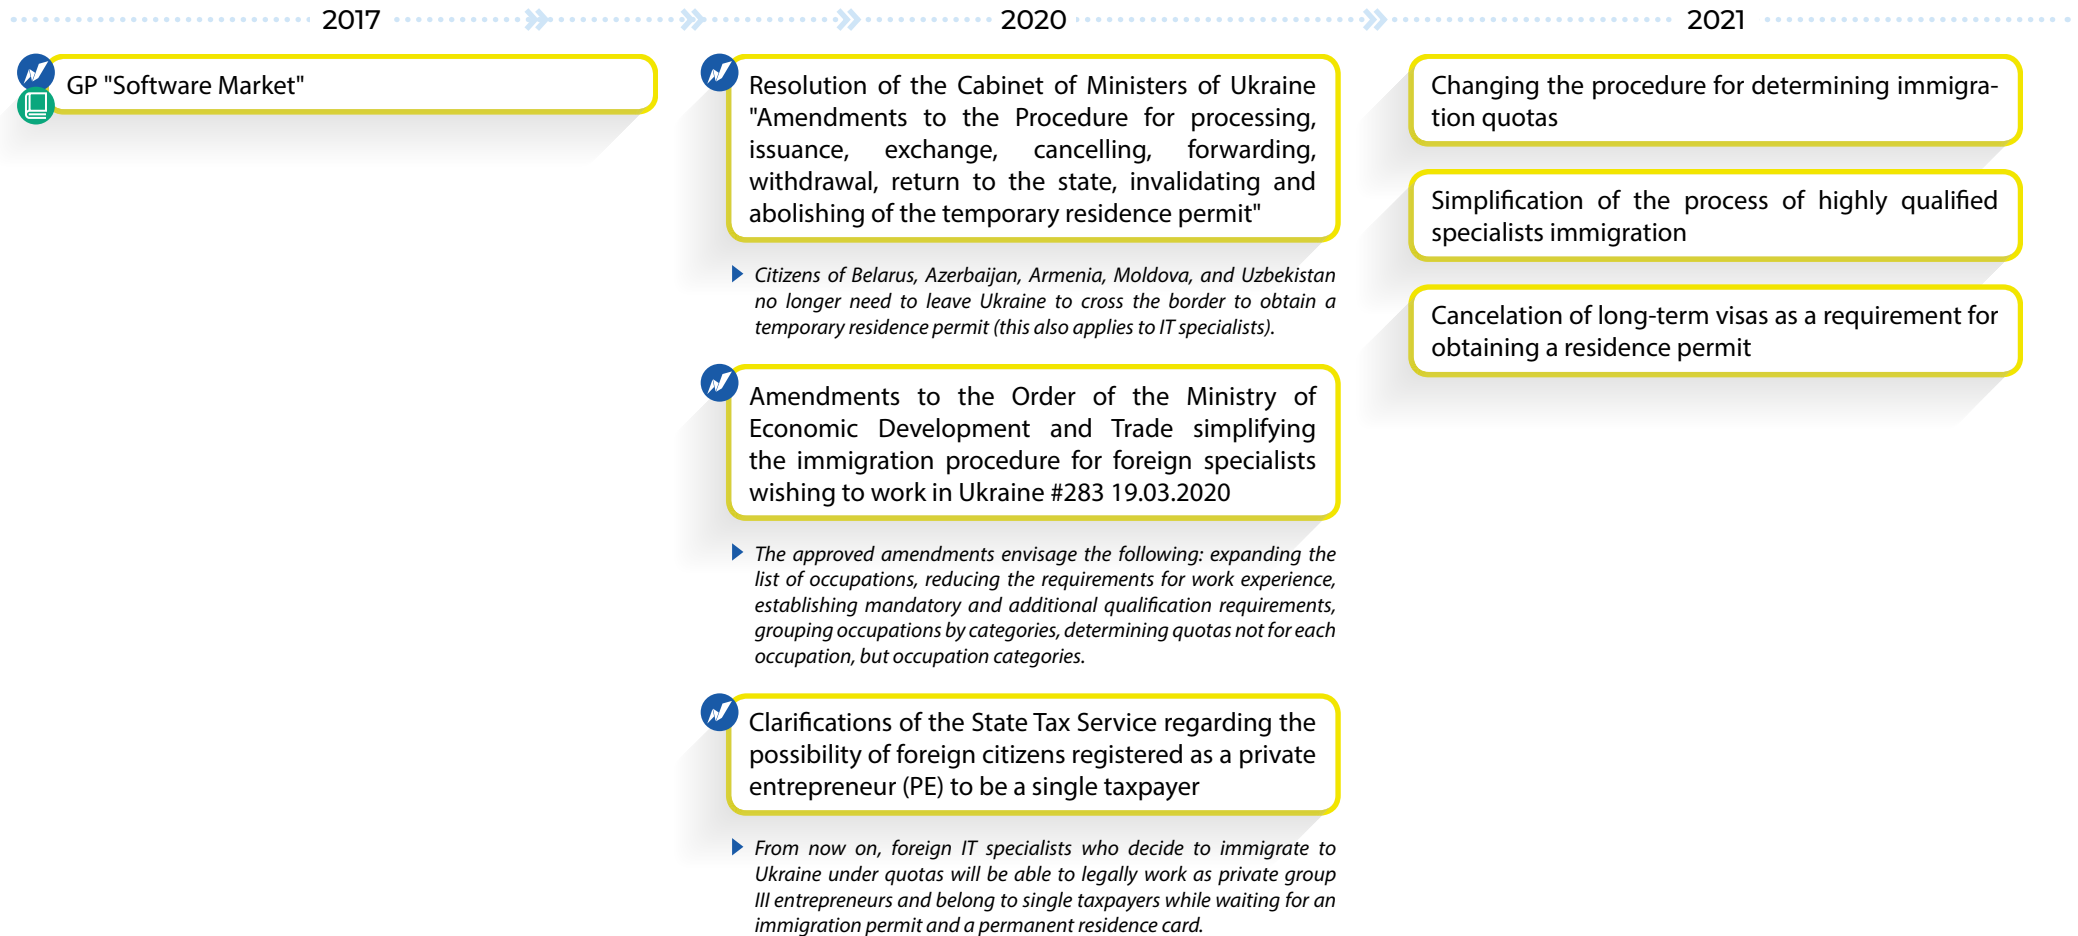 2017
GP "Software Market"
2020
Resolution of the Cabinet of Ministers of Ukraine
"Amendments to the Procedure for processing,
issuance, exchange, cancelling, forwarding,
withdrawal, return to the state, invalidating and
abolishing of the temporary residence permit"
Citizens of Belarus, Azerbaijan, Armenia, Moldova, and Uzbekistan
no longer need to leave Ukraine to cross the border to obtain a
temporary residence permit (this also applies to IT specialists).
Amendments to the Order of the Ministry of
Economic Development and Trade simplifying
the immigration procedure for foreign specialists
wishing to work in Ukraine #283 19.03.2020
The approved amendments envisage the following: expanding the
list of occupations, reducing the requirements for work experience,
establishing mandatory and additional qualification requirements,
grouping occupations by categories, determining quotas not for each
occupation, but occupation categories.
Clarifications of the State Tax Service regarding the
possibility of foreign citizens registered as a private
entrepreneur (PE) to be a single taxpayer
From now on, foreign IT specialists who decide to immigrate to
Ukraine under quotas will be able to legally work as private group
III entrepreneurs and belong to single taxpayers while waiting for an
immigration permit and a permanent residence card.
2021
Changing the procedure for determining immigra-
tion quotas
Simplification of the process of highly qualified
specialists immigration
Cancelation of long-term visas as a requirement for
obtaining a residence permit